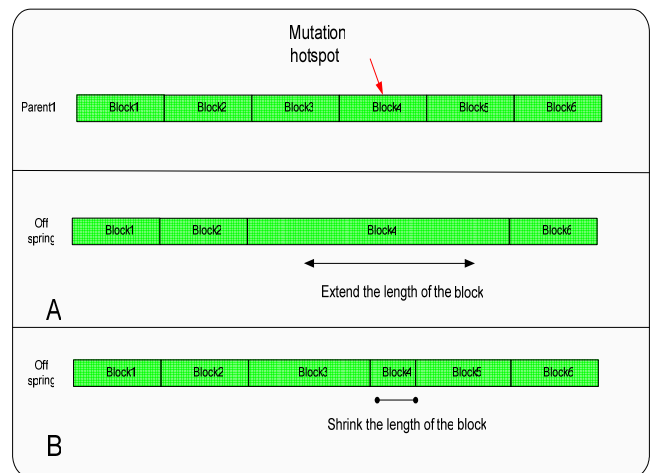 Mutation
hotspot
Parent1
Block1 Block2 Block3 Block4 Block5 Block6
Off
spring
Block1 Block2 Block4 Block6
Extend the length of the block
A
Off
spring
Block1 Block2 Block3 Block4 Block5 Block6
Shrink the length of the block
B